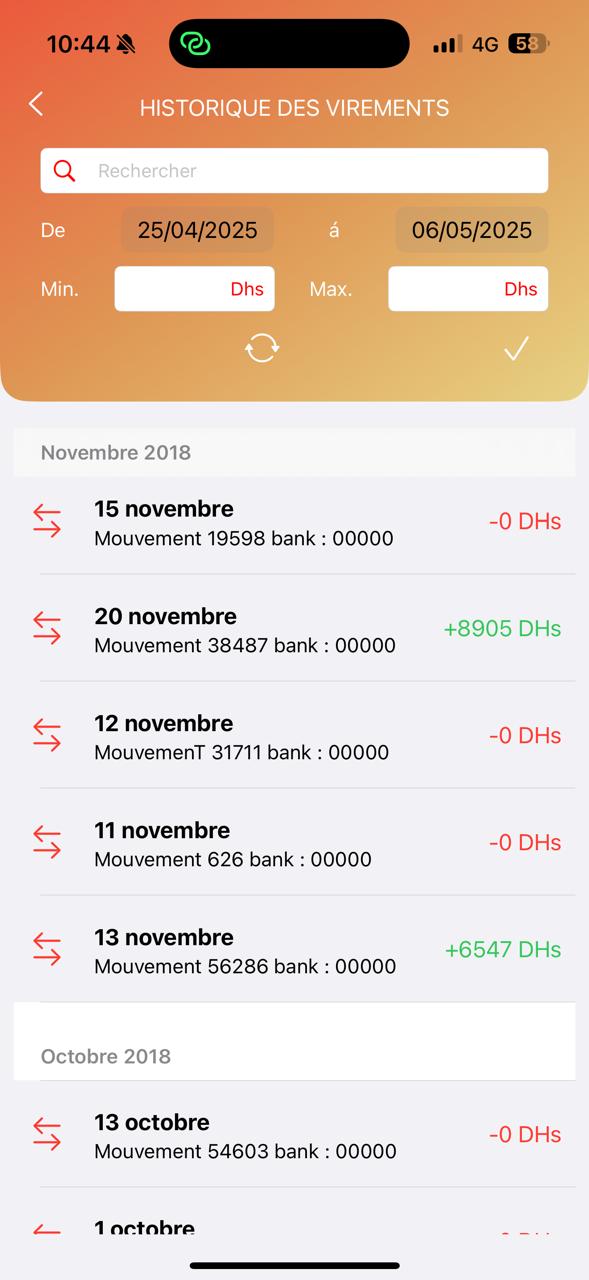 10:44 4G 58
HISTORIQUE DES VIREMENTS
Rechercher
De 25/04/2025 á 06/05/2025
Min. Dhs Max. Dhs
Novembre 2018
15 novembre
Mouvement 19598 bank : 00000
-0 DHs
20 novembre
Mouvement 38487 bank : 00000
+8905 DHs
12 novembre
MouvemenT 31711 bank : 00000
-0 DHs
11 novembre
Mouvement 626 bank : 00000
-0 DHs
13 novembre
Mouvement 56286 bank : 00000
+6547 DHs
Octobre 2018
13 octobre
Mouvement 54603 bank : 00000
-0 DHs
1 octobre